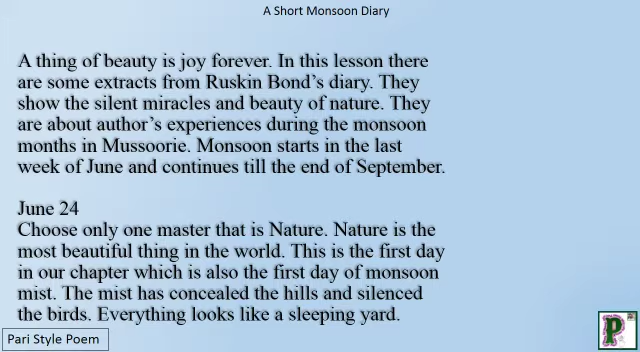 A Short Monsoon Diary
A thing of beauty is joy forever. In this lesson there
are some extracts from Ruskin Bond’s diary. They
show the silent miracles and beauty of nature. They
are about author’s experiences during the monsoon
months in Mussoorie. Monsoon starts in the last
week of June and continues till the end of September.
June 24
Choose only one master that is Nature. Nature is the
most beautiful thing in the world. This is the first day
in our chapter which is also the first day of monsoon
mist. The mist has concealed the hills and silenced
the birds. Everything looks like a sleeping yard.
Pari Style Poem
P